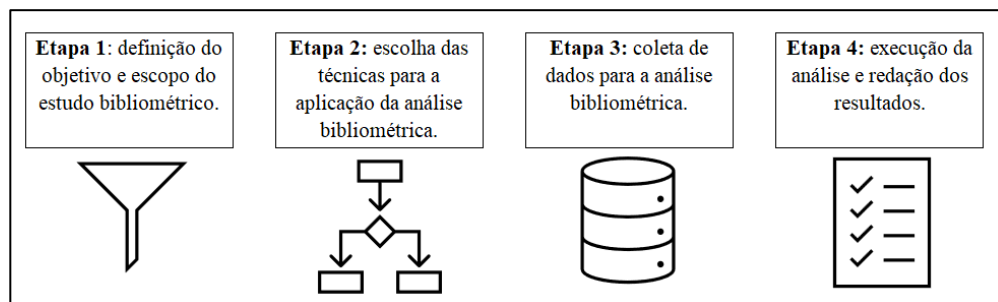 Etapa 1: definição do
objetivo e escopo do
estudo bibliométrico.
Etapa 2: escolha das
técnicas para a
aplicação da análise
bibliométrica.
Etapa 3: coleta de
dados para a análise
bibliométrica.
Etapa 4: execução da
análise e redação dos
resultados.